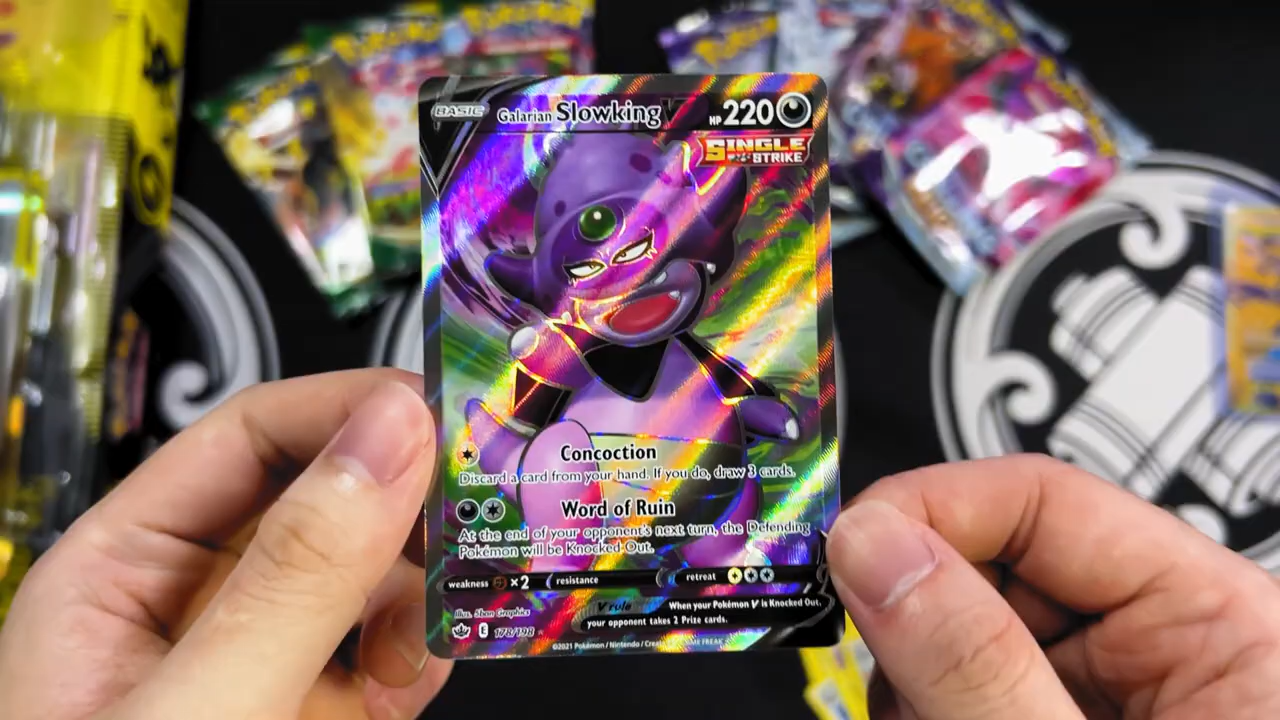 BASIC Galarian Slowking V HP 220
SINGLE
STRIKE
Concoction
Discard a card from your hand. If you do, draw 3 cards.
Word of Ruin
At the end of your opponent's next turn, the Defending
Pokémon will be Knocked Out.
weakness ×2 resistance retreat
V rule When your Pokémon V is Knocked Out,
your opponent takes 2 Prize cards.
Illus. 5ban Graphics
E 178/198
©2021 Pokémon / Nintendo / GAME FREAK